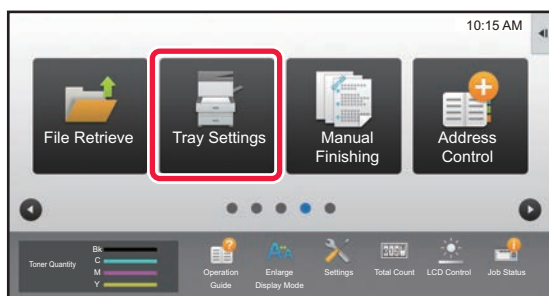 10:15 AM
File Retrieve
Tray Settings
Manual
Finishing
Address
Control
Toner Quantity
Bk
C
M
Y
Operation
Guide
Enlarge
Display Mode
Settings
Total Count
LCD Control
Job Status